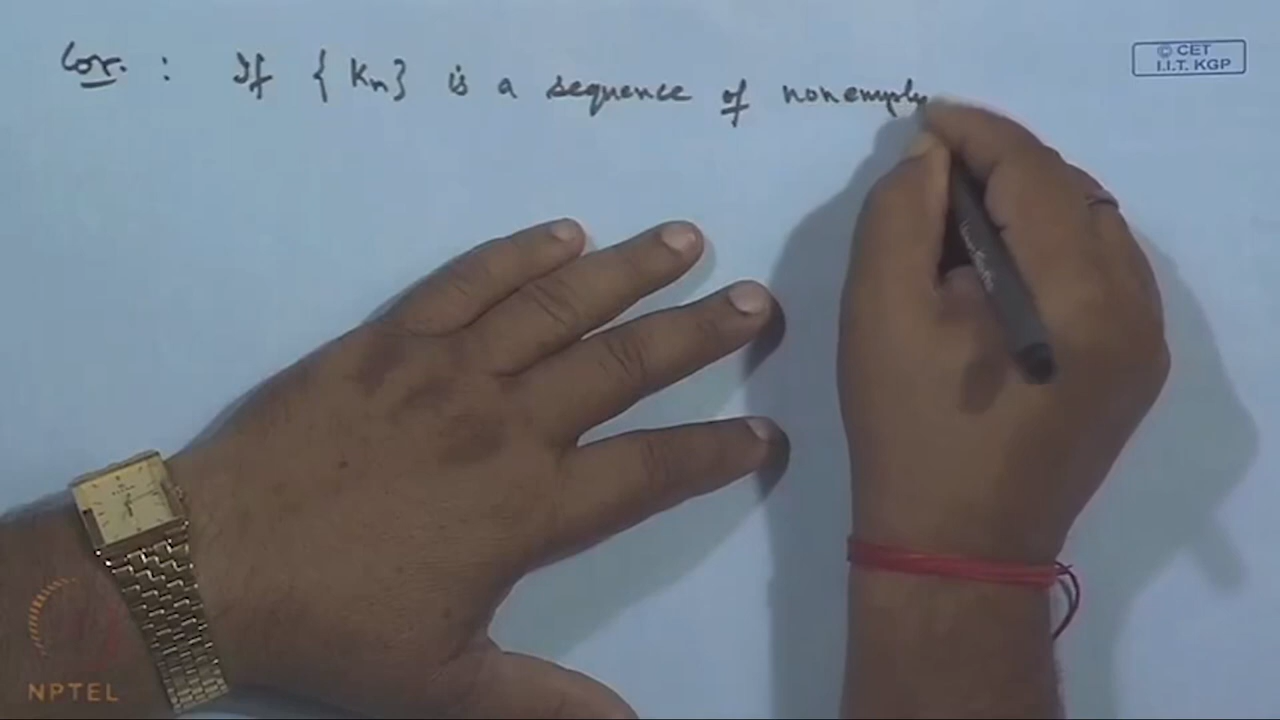 Cor. : If { Kn} is a sequence of nonempty
© CET
I.I.T. KGP
NPTEL